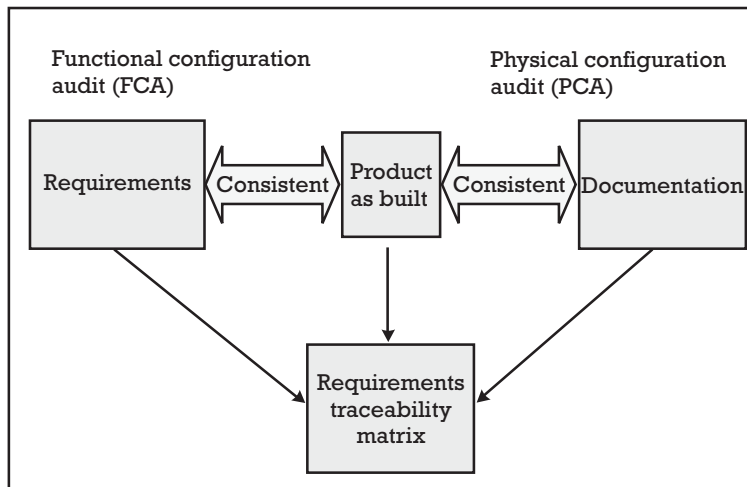 Functional configuration
audit (FCA)
Physical configuration
audit (PCA)
Requirements
Consistent
Product
as built
Consistent
Documentation
Requirements
traceability
matrix